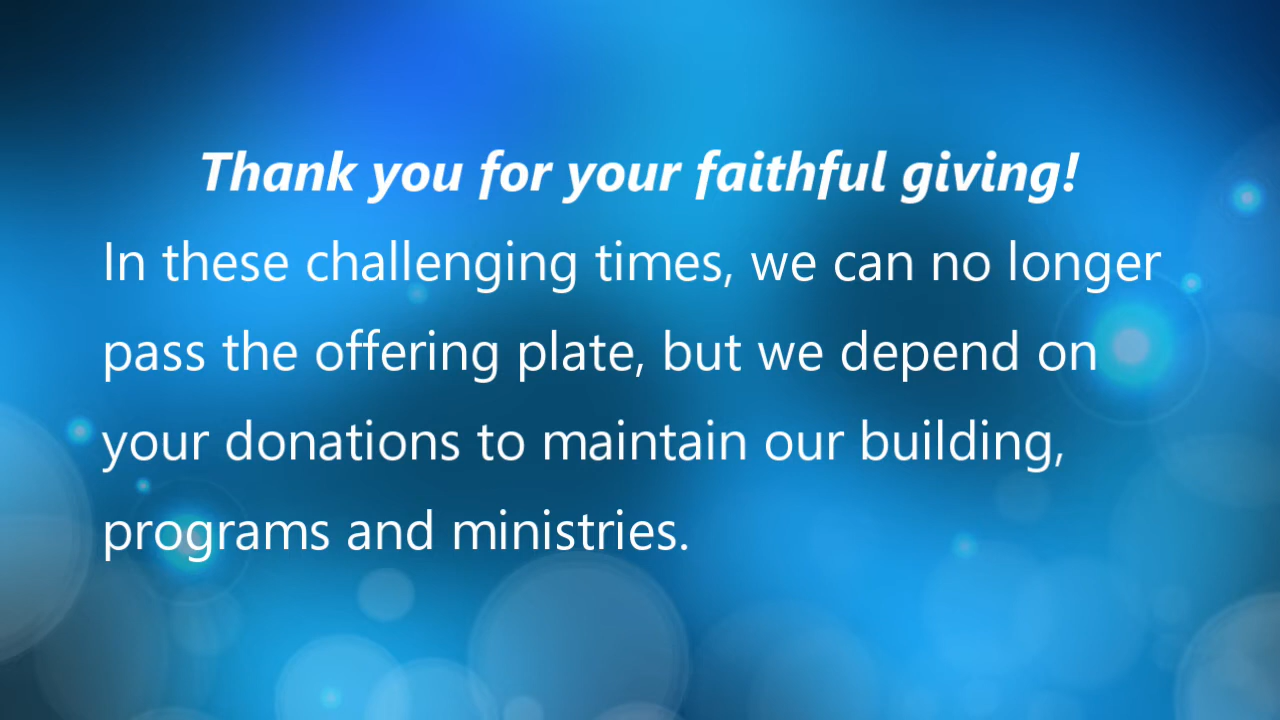 Thank you for your faithful giving!
In these challenging times, we can no longer
pass the offering plate, but we depend on
your donations to maintain our building,
programs and ministries.